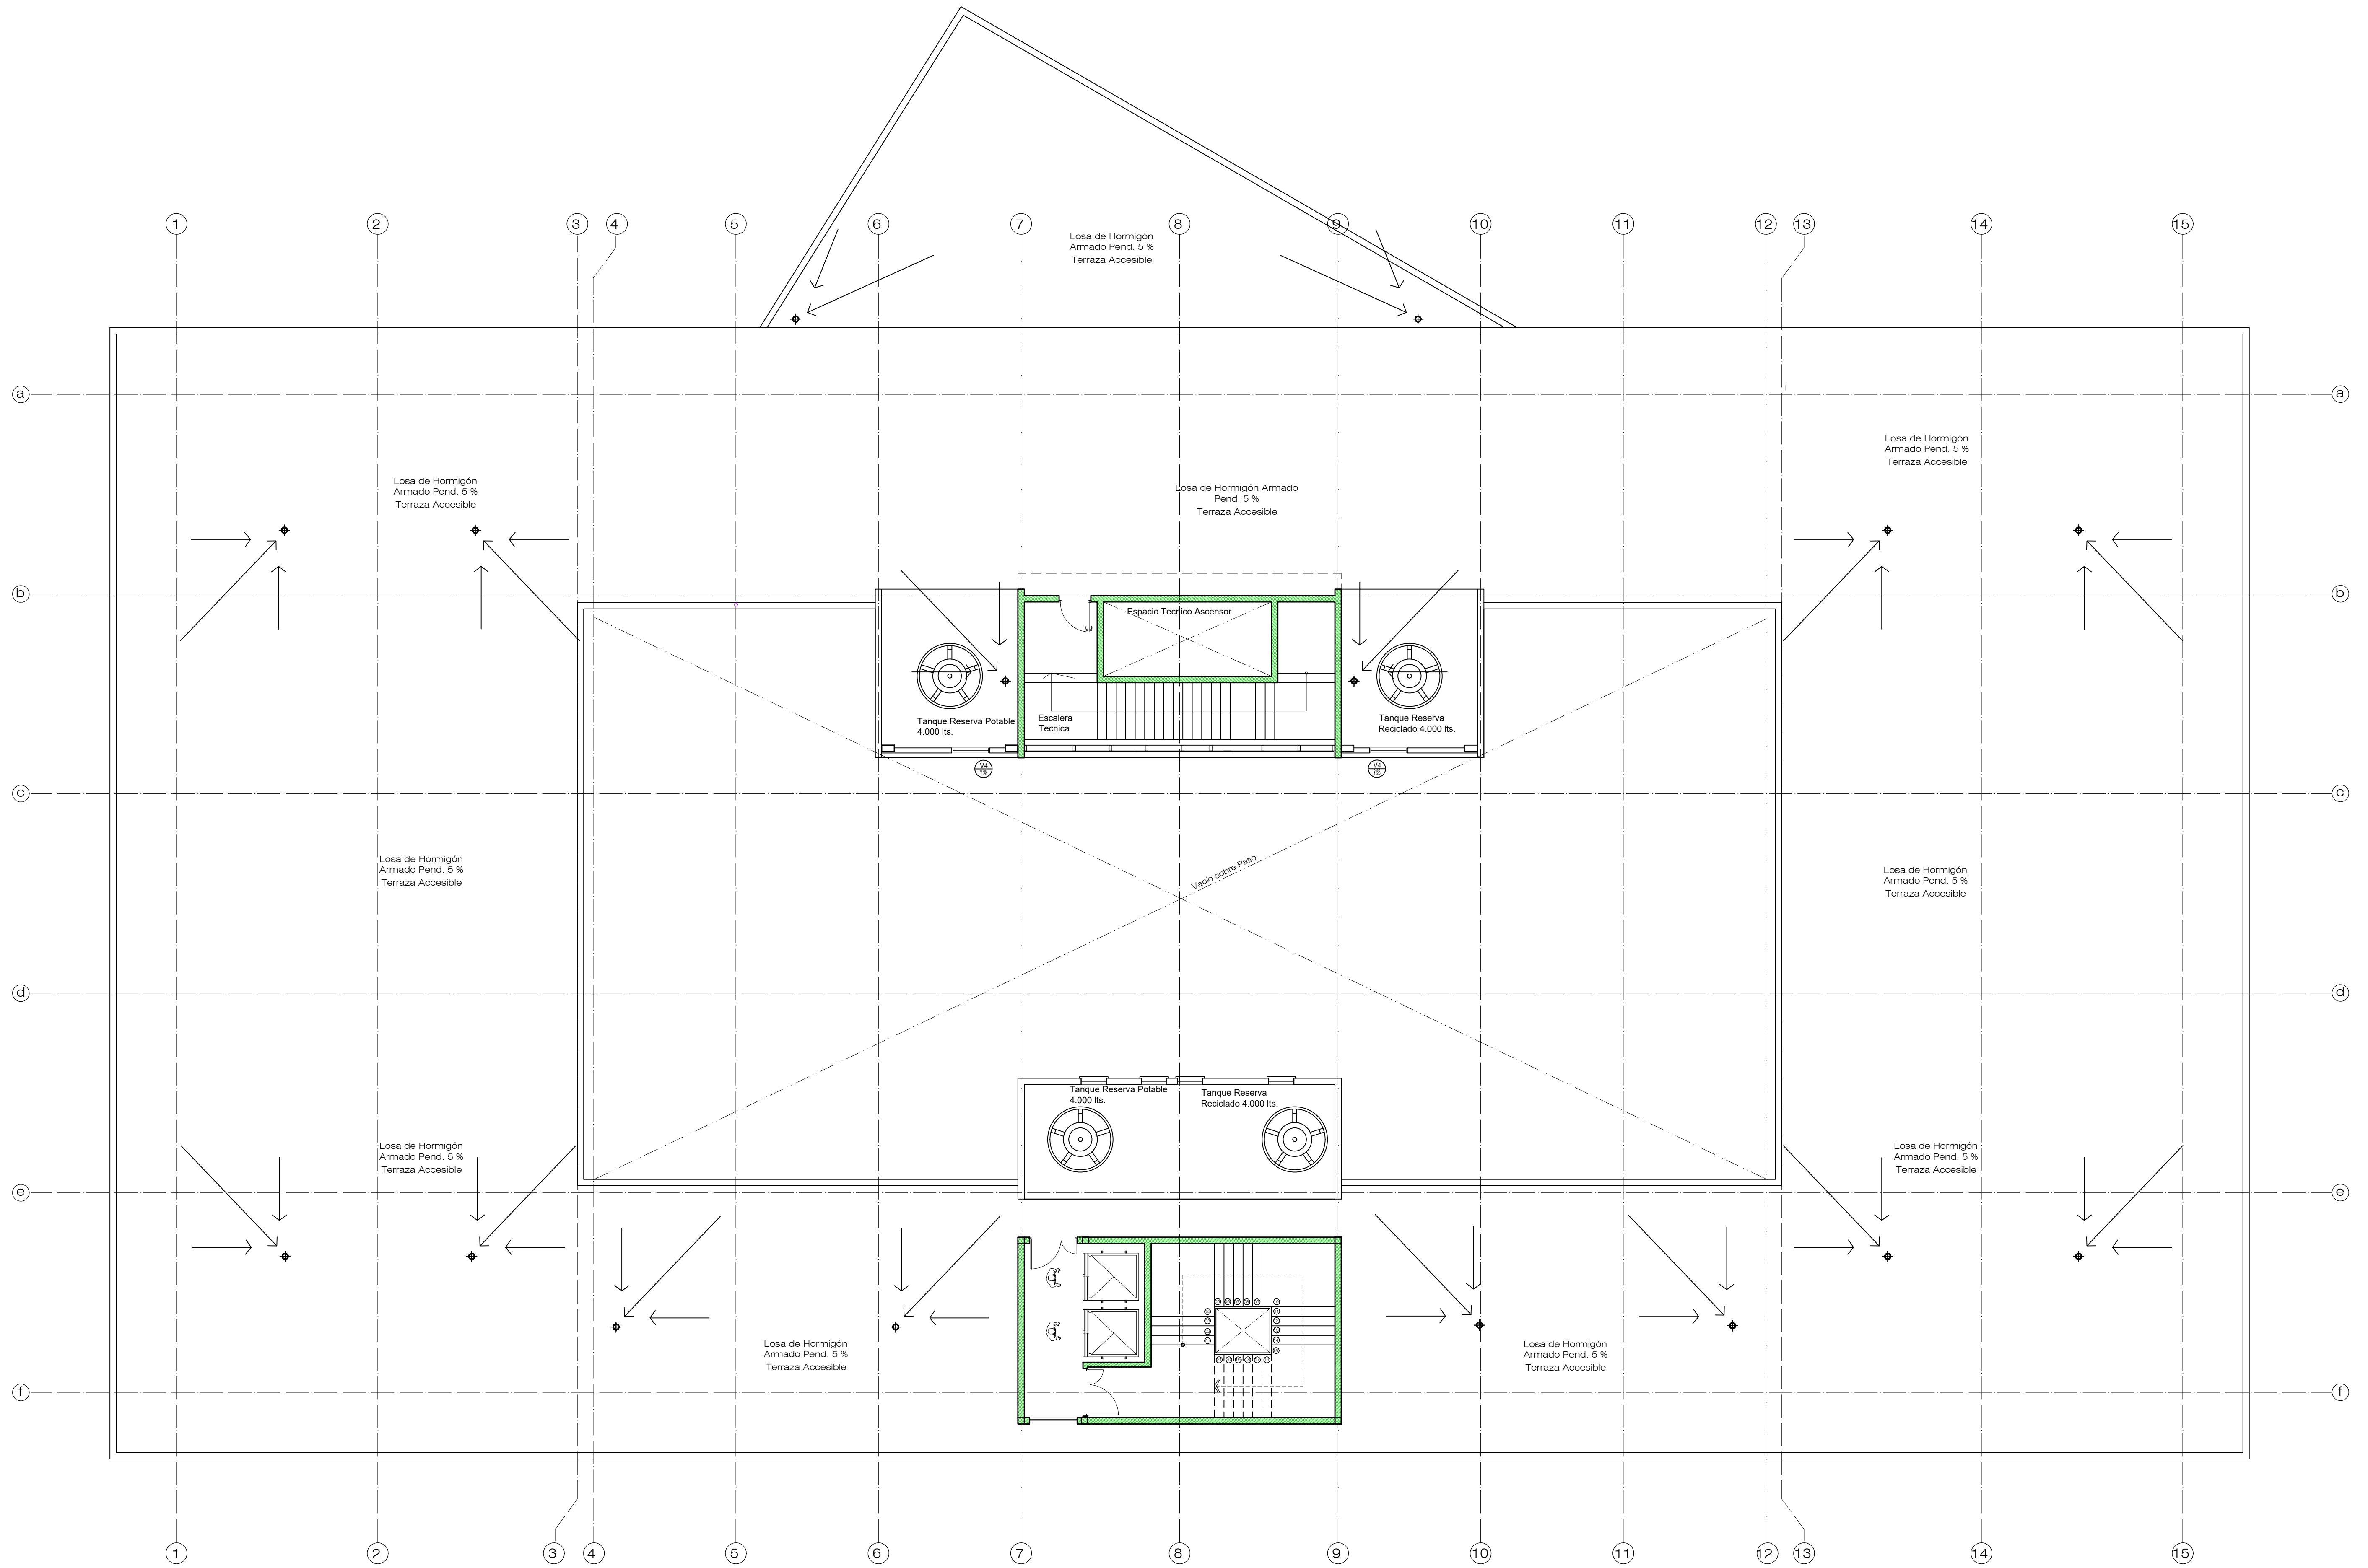 1
2
3
4
5
6
7
8
9
10
11
12
13
14
15
Losa de Hormigón
Armado Pend. 5 %
Terraza Accesible
a
a
Losa de Hormigón
Armado Pend. 5 %
Terraza Accesible
Losa de Hormigón
Armado Pend. 5 %
Terraza Accesible
Losa de Hormigón Armado
Pend. 5 %
Terraza Accesible
b
b
Espacio Tecnico Ascensor
Tanque Reserva Potable
4.000 lts.
Escalera
Tecnica
Tanque Reserva
Reciclado 4.000 lts.
V4
V4
c
c
Losa de Hormigón
Armado Pend. 5 %
Terraza Accesible
Vacio sobre Patio
Losa de Hormigón
Armado Pend. 5 %
Terraza Accesible
d
d
Tanque Reserva Potable
4.000 lts.
Tanque Reserva
Reciclado 4.000 lts.
Losa de Hormigón
Armado Pend. 5 %
Terraza Accesible
Losa de Hormigón
Armado Pend. 5 %
Terraza Accesible
e
e
Losa de Hormigón
Armado Pend. 5 %
Terraza Accesible
Losa de Hormigón
Armado Pend. 5 %
Terraza Accesible
f
f
1
2
3
4
5
6
7
8
9
10
11
12
13
14
15